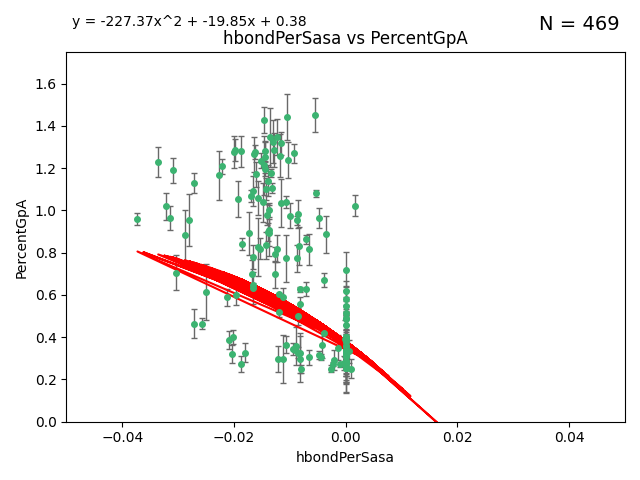 y = -227.37x^2 + -19.85x + 0.38
N = 469
hbondPerSasa vs PercentGpA
PercentGpA
1.6
1.4
1.2
1.0
0.8
0.6
0.4
0.2
0.0
−0.04 −0.02 0.00 0.02 0.04
hbondPerSasa